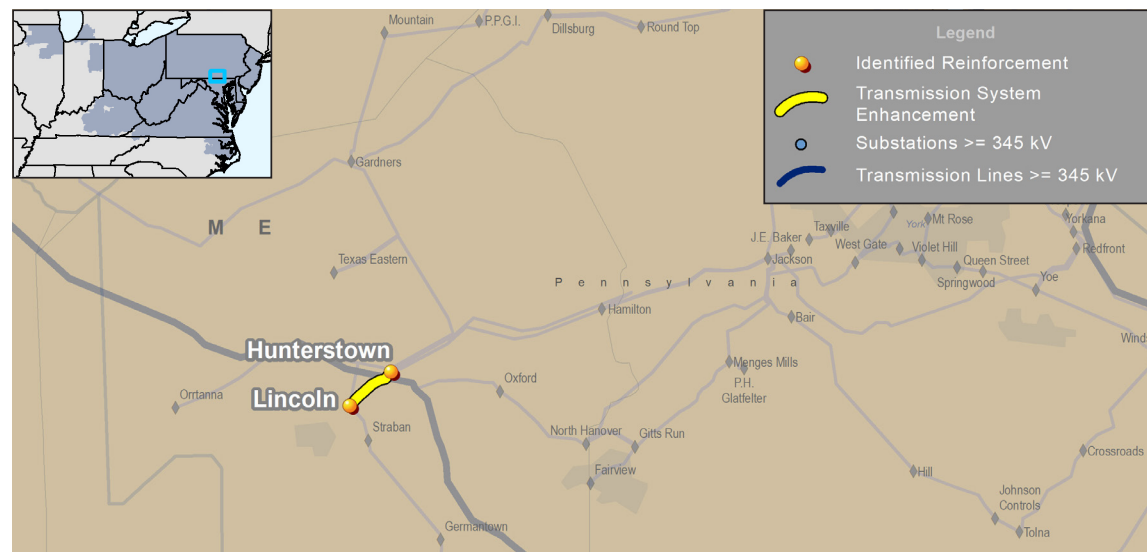 Legend
Identified Reinforcement
Transmission System
Enhancement
Substations >= 345 kV
Transmission Lines >= 345 kV
Mountain
P.P.G.I.
Dillsburg
Round Top
Gardners
M E
Texas Eastern
York
Mt Rose
Yorkana
Taxville
J.E. Baker
West Gate
Violet Hill
Redfront
Jackson
Queen Street
Springwood
Yoe
Pennsylvania
Hamilton
Bair
Wind
Hunterstown
Menges Mills
P.H.
Glatfelter
Orrtanna
Lincoln
Oxford
Straban
North Hanover
Gitts Run
Fairview
Hill
Crossroads
Johnson
Controls
Tolna
Germantown